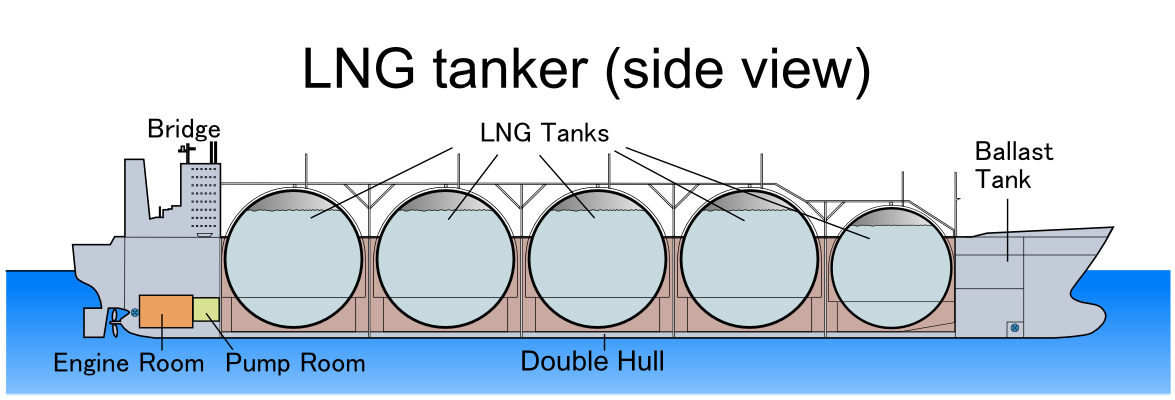 LNG tanker (side view)
Bridge
LNG Tanks
Ballast
Tank
Engine Room
Pump Room
Double Hull